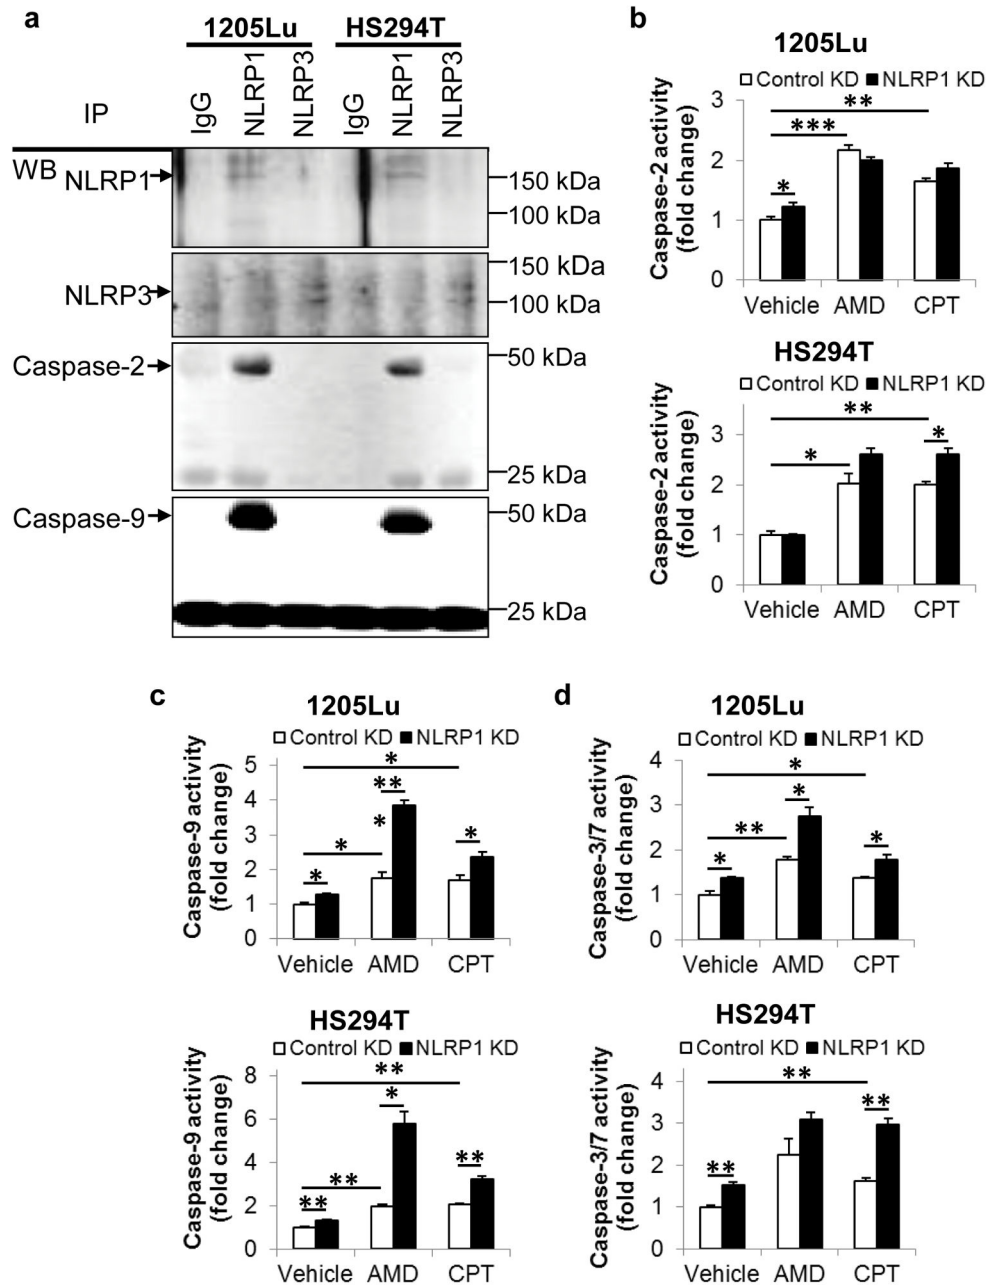 a
1205Lu HS294T
IP IgG NLRP1 NLRP3 IgG NLRP1 NLRP3
WB NLRP1 150 kDa
100 kDa
150 kDa
NLRP3 100 kDa
Caspase-2 50 kDa
25 kDa
Caspase-9 50 kDa
25 kDa
b
1205Lu
Control KD NLRP1 KD
Caspase-2 activity
(fold change)
3
**
***
2
*
1
0
Vehicle AMD CPT
HS294T
Control KD NLRP1 KD
Caspase-2 activity
(fold change)
**
3 *
*
2
1
0
Vehicle AMD CPT
c
1205Lu
Control KD NLRP1 KD
Caspase-9 activity
(fold change)
5 *
**
4
*
3 * *
2 *
1
0
Vehicle AMD CPT
HS294T
Control KD NLRP1 KD
Caspase-9 activity
(fold change)
8 **
*
6
4 **
**
2 **
0
Vehicle AMD CPT
d
1205Lu
Control KD NLRP1 KD
Caspase-3/7 activity
(fold change)
4 *
*
3
** *
2 *
1
0
Vehicle AMD CPT
HS294T
Control KD NLRP1 KD
Caspase-3/7 activity
(fold change)
4 **
**
3
2 **
1
0
Vehicle AMD CPT